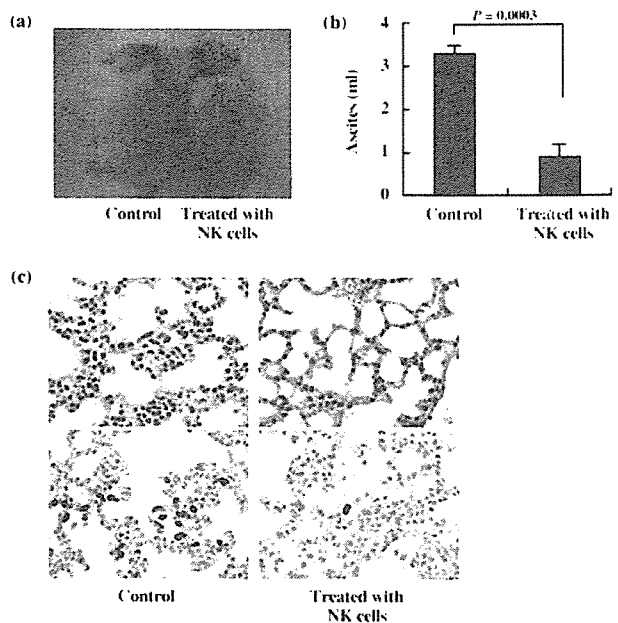 (a)
Control
Treated with
NK cells
(b)
P = 0.0003
Ascites (ml)
4
3
2
1
0
Control
Treated with
NK cells
(c)
Control
Treated with
NK cells